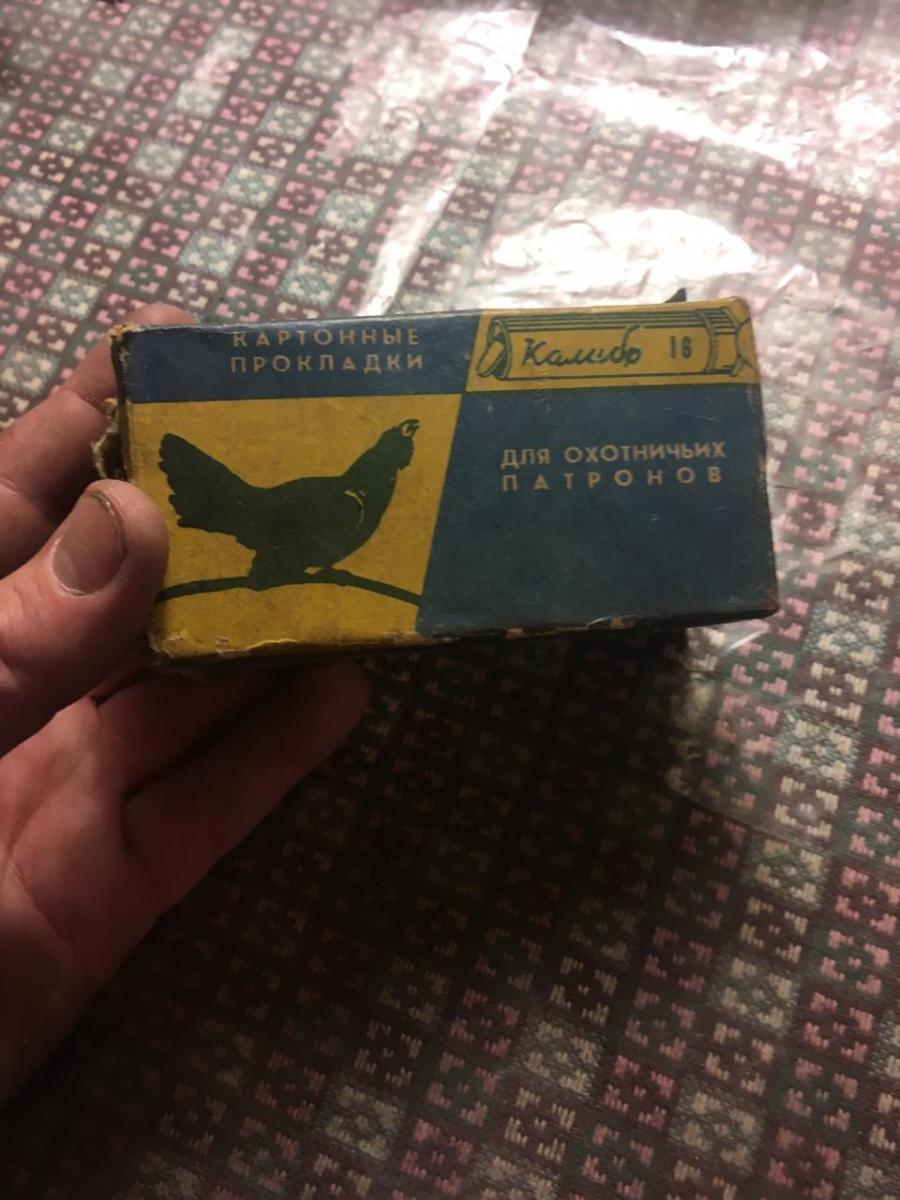 КАРТОННЫЕ
ПРОКЛАДКИ
Калибр 16
ДЛЯ ОХОТНИЧЬИХ
ПАТРОНОВ